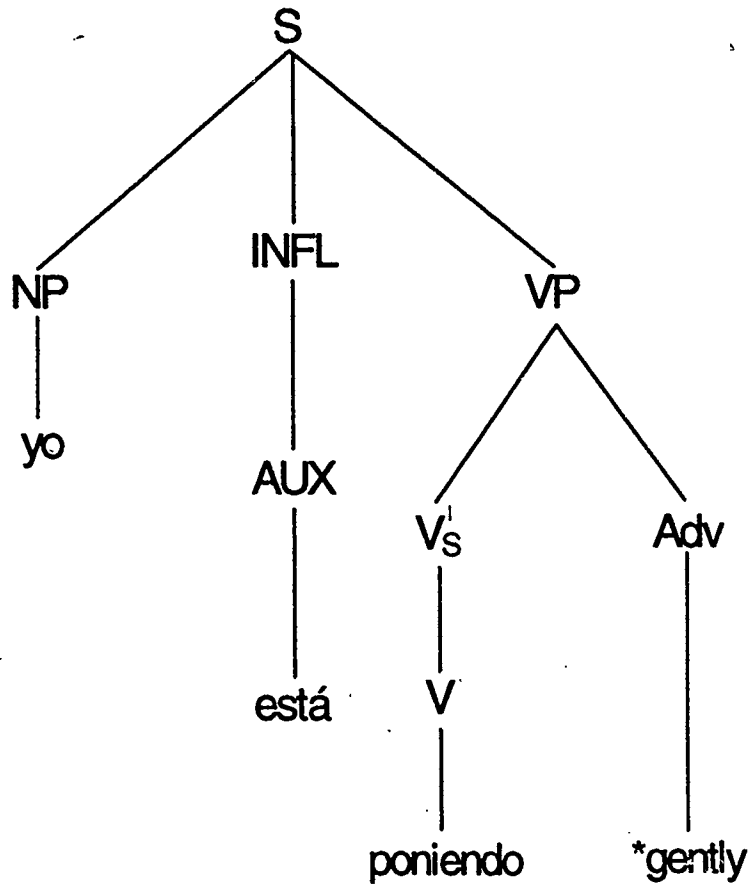 S
NP INFL VP
yo AUX V'S Adv
está V
poniendo *gently